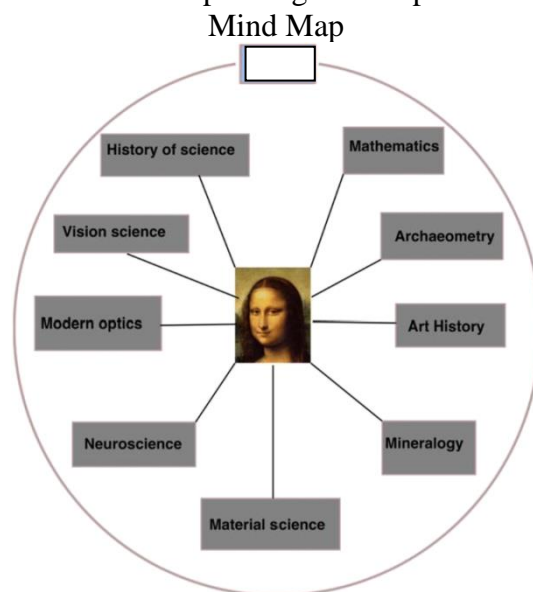 Mind Map
History of science
Mathematics
Vision science
Archaeometry
Modern optics
Art History
Neuroscience
Mineralogy
Material science